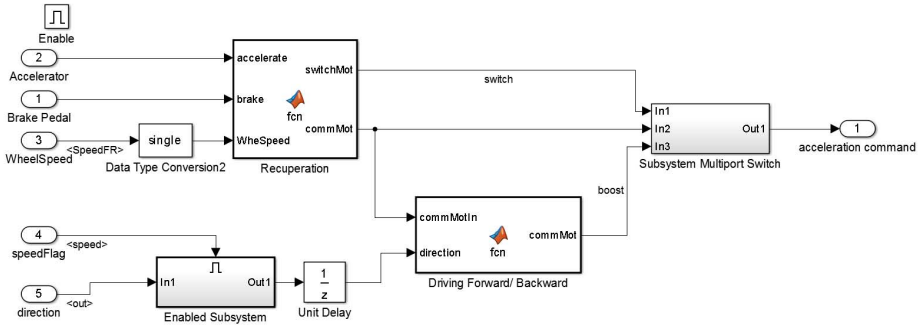 Enable
2
Accelerator
1
Brake Pedal
3
WheelSpeed
<SpeedFR>
single
Data Type Conversion2
accelerate
brake
WheSpeed
fcn
switchMot
commMot
Recuperation
switch
In1
In2
In3
Out1
Subsystem Multiport Switch
1
acceleration command
boost
4
speedFlag
<speed>
5
direction
<out>
In1
Out1
Enabled Subsystem
1
z
Unit Delay
commMotIn
direction
fcn
commMot
Driving Forward/ Backward